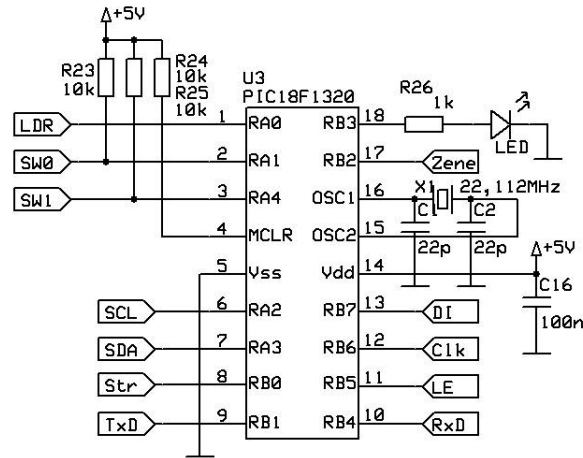 +5V
R23
10k
R24
10k
R25
10k
U3
PIC18F1320
R26
1k
LED
LDR 1 RA0 RB3 18
SW0 2 RA1 RB2 17 Zene
SW1 3 RA4 OSC1 16 X1 22,112MHz
C1 C2
4 MCLR OSC2 15
22p 22p
+5V
5 Vss Vdd 14
C16
100n
SCL 6 RA2 RB7 13 DI
SDA 7 RA3 RB6 12 Clk
Str 8 RB0 RB5 11 LE
TxD 9 RB1 RB4 10 RxD